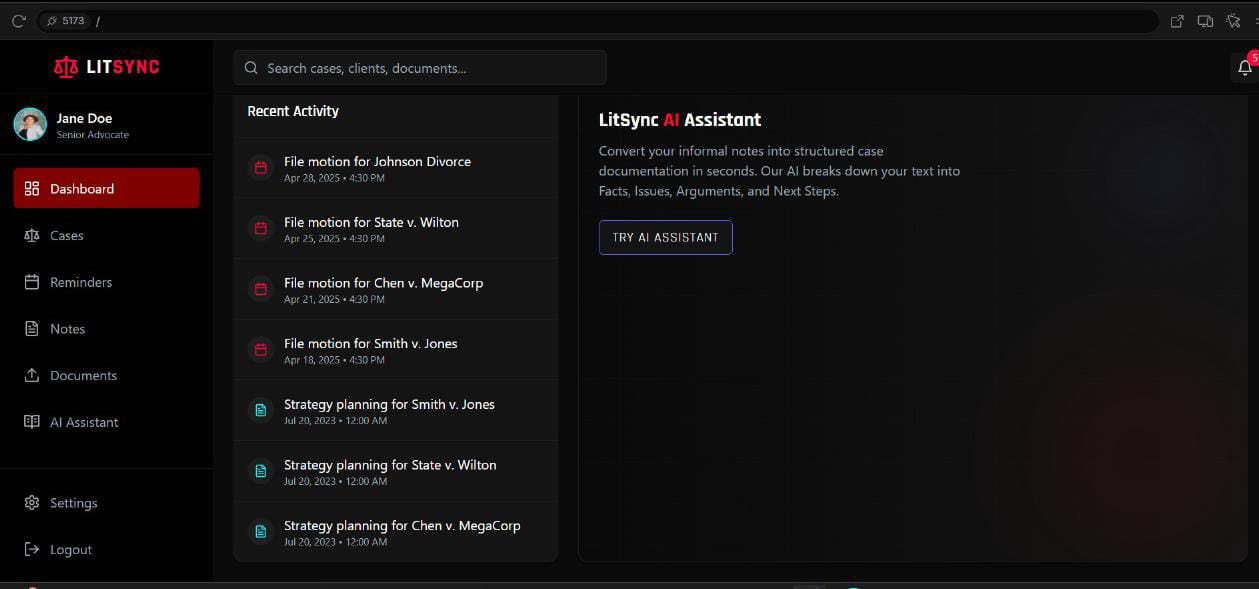 5173 /
LITSYNC
Search cases, clients, documents...
5
Jane Doe
Senior Advocate
Dashboard
Cases
Reminders
Notes
Documents
AI Assistant
Settings
Logout
Recent Activity
File motion for Johnson Divorce
Apr 28, 2025 • 4:30 PM
File motion for State v. Wilton
Apr 25, 2025 • 4:30 PM
File motion for Chen v. MegaCorp
Apr 21, 2025 • 4:30 PM
File motion for Smith v. Jones
Apr 18, 2025 • 4:30 PM
Strategy planning for Smith v. Jones
Jul 20, 2023 • 12:00 AM
Strategy planning for State v. Wilton
Jul 20, 2023 • 12:00 AM
Strategy planning for Chen v. MegaCorp
Jul 20, 2023 • 12:00 AM
LitSync AI Assistant
Convert your informal notes into structured case
documentation in seconds. Our AI breaks down your text into
Facts, Issues, Arguments, and Next Steps.
TRY AI ASSISTANT